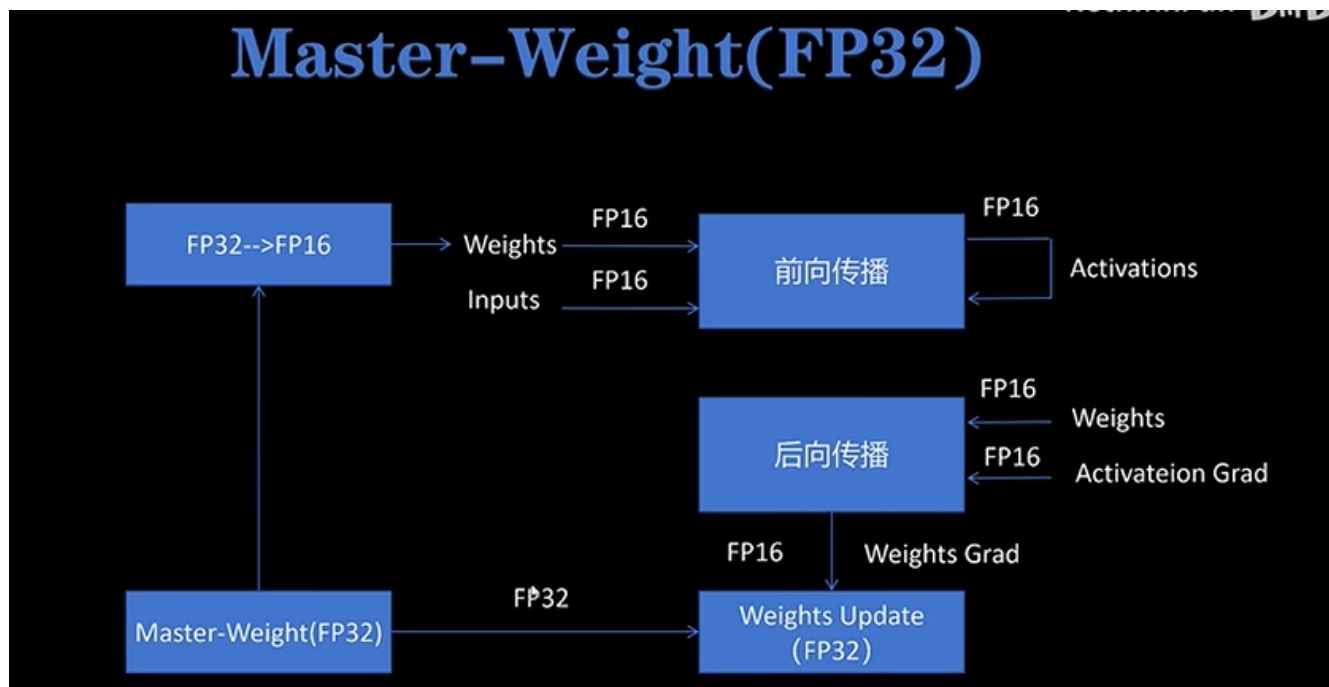 Master-Weight(FP32)
FP32-->FP16
Weights
FP16
Inputs
FP16
前向传播
FP16
Activations
后向传播
FP16
Weights
FP16
Activateion Grad
FP16
Weights Grad
Master-Weight(FP32)
FP32
Weights Update
(FP32)